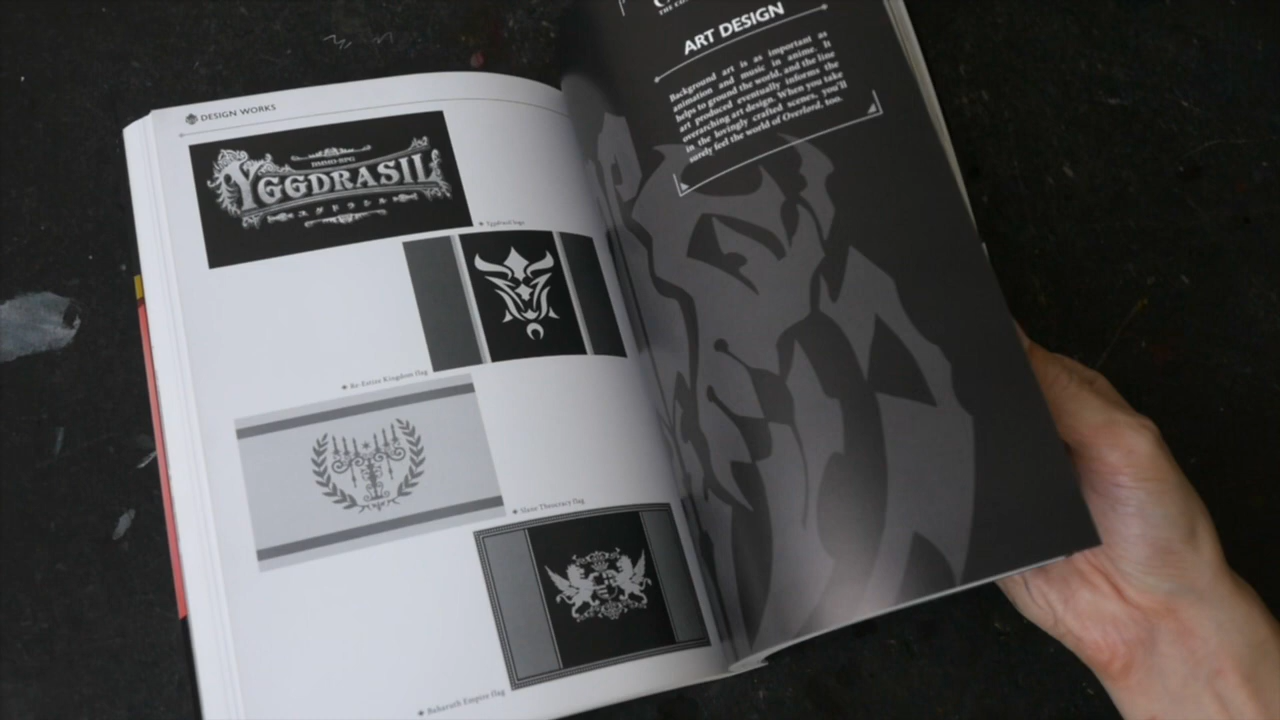 DESIGN WORKS
DMMO-RPG
YGGDRASIL
ユグドラシル
Yggdrasil logo
Re-Estize Kingdom flag
Slane Theocracy flag
Baharuth Empire flag
ART DESIGN
Background art is as important as
animation and music in anime. It
helps to ground the world, and the line
art produced eventually informs the
overarching art design. When you take
in the lovingly crafted scenes, you'll
surely feel the world of Overlord, too.